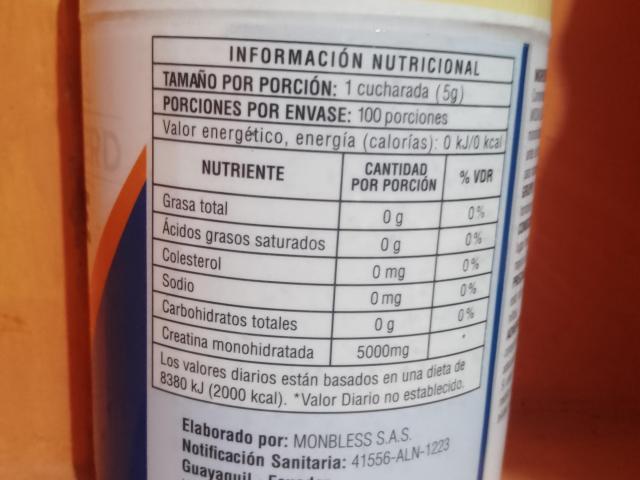 INFORMACIÓN NUTRICIONAL
TAMAÑO POR PORCIÓN: 1 cucharada (5g)
PORCIONES POR ENVASE: 100 porciones
Valor energético, energía (calorías): 0 kJ/0 kcal
NUTRIENTE CANTIDAD POR PORCIÓN % VDR
Grasa total 0 g 0%
Ácidos grasos saturados 0 g 0%
Colesterol 0 mg 0%
Sodio 0 mg 0%
Carbohidratos totales 0 g 0%
Creatina monohidratada 5000mg *
Los valores diarios están basados en una dieta de
8380 kJ (2000 kcal). *Valor Diario no establecido.
Elaborado por: MONBLESS S.A.S.
Notificación Sanitaria: 41556-ALN-1223
Guayaquil - Ecuador